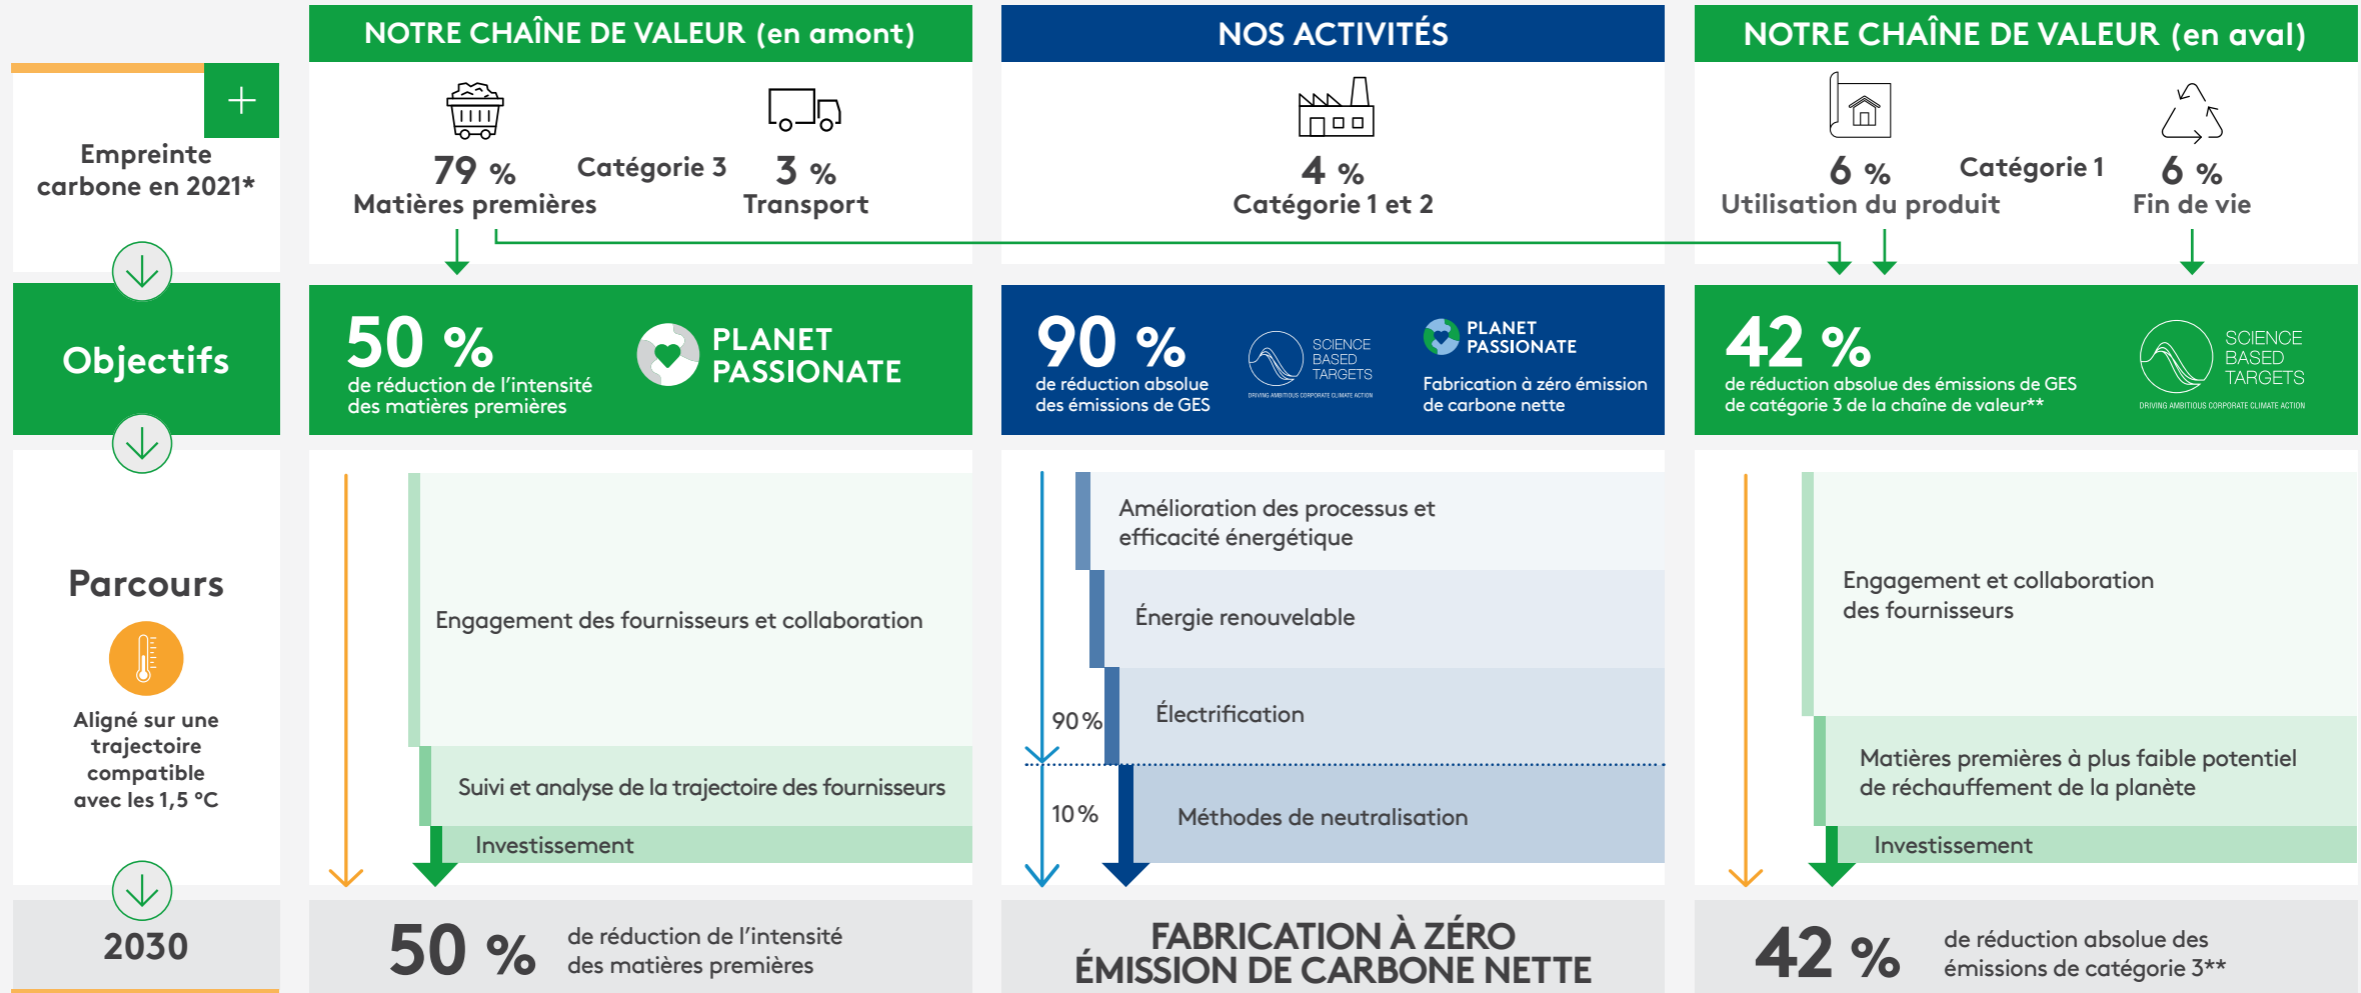 NOTRE CHAÎNE DE VALEUR (en amont)
NOS ACTIVITÉS
NOTRE CHAÎNE DE VALEUR (en aval)
Empreinte
carbone en 2021*
79 %
Matières premières
Catégorie 3
3 %
Transport
4 %
Catégorie 1 et 2
6 %
Utilisation du produit
Catégorie 1
6 %
Fin de vie
Objectifs
50 %
de réduction de l'intensité
des matières premières
PLANET
PASSIONATE
90 %
de réduction absolue
des émissions de GES
SCIENCE
BASED
TARGETS
DRIVING AMBITIOUS CORPORATE CLIMATE ACTION
PLANET
PASSIONATE
Fabrication à zéro émission
de carbone nette
42 %
de réduction absolue des émissions de GES
de catégorie 3 de la chaîne de valeur**
SCIENCE
BASED
TARGETS
DRIVING AMBITIOUS CORPORATE CLIMATE ACTION
Parcours
Aligné sur une
trajectoire
compatible
avec les 1,5 °C
Engagement des fournisseurs et collaboration
Suivi et analyse de la trajectoire des fournisseurs
Investissement
Amélioration des processus et
efficacité énergétique
Énergie renouvelable
90 %
Électrification
10 %
Méthodes de neutralisation
Engagement et collaboration
des fournisseurs
Matières premières à plus faible potentiel
de réchauffement de la planète
Investissement
2030
50 %
de réduction de l'intensité
des matières premières
FABRICATION À ZÉRO
ÉMISSION DE CARBONE NETTE
42 %
de réduction absolue des
émissions de catégorie 3**